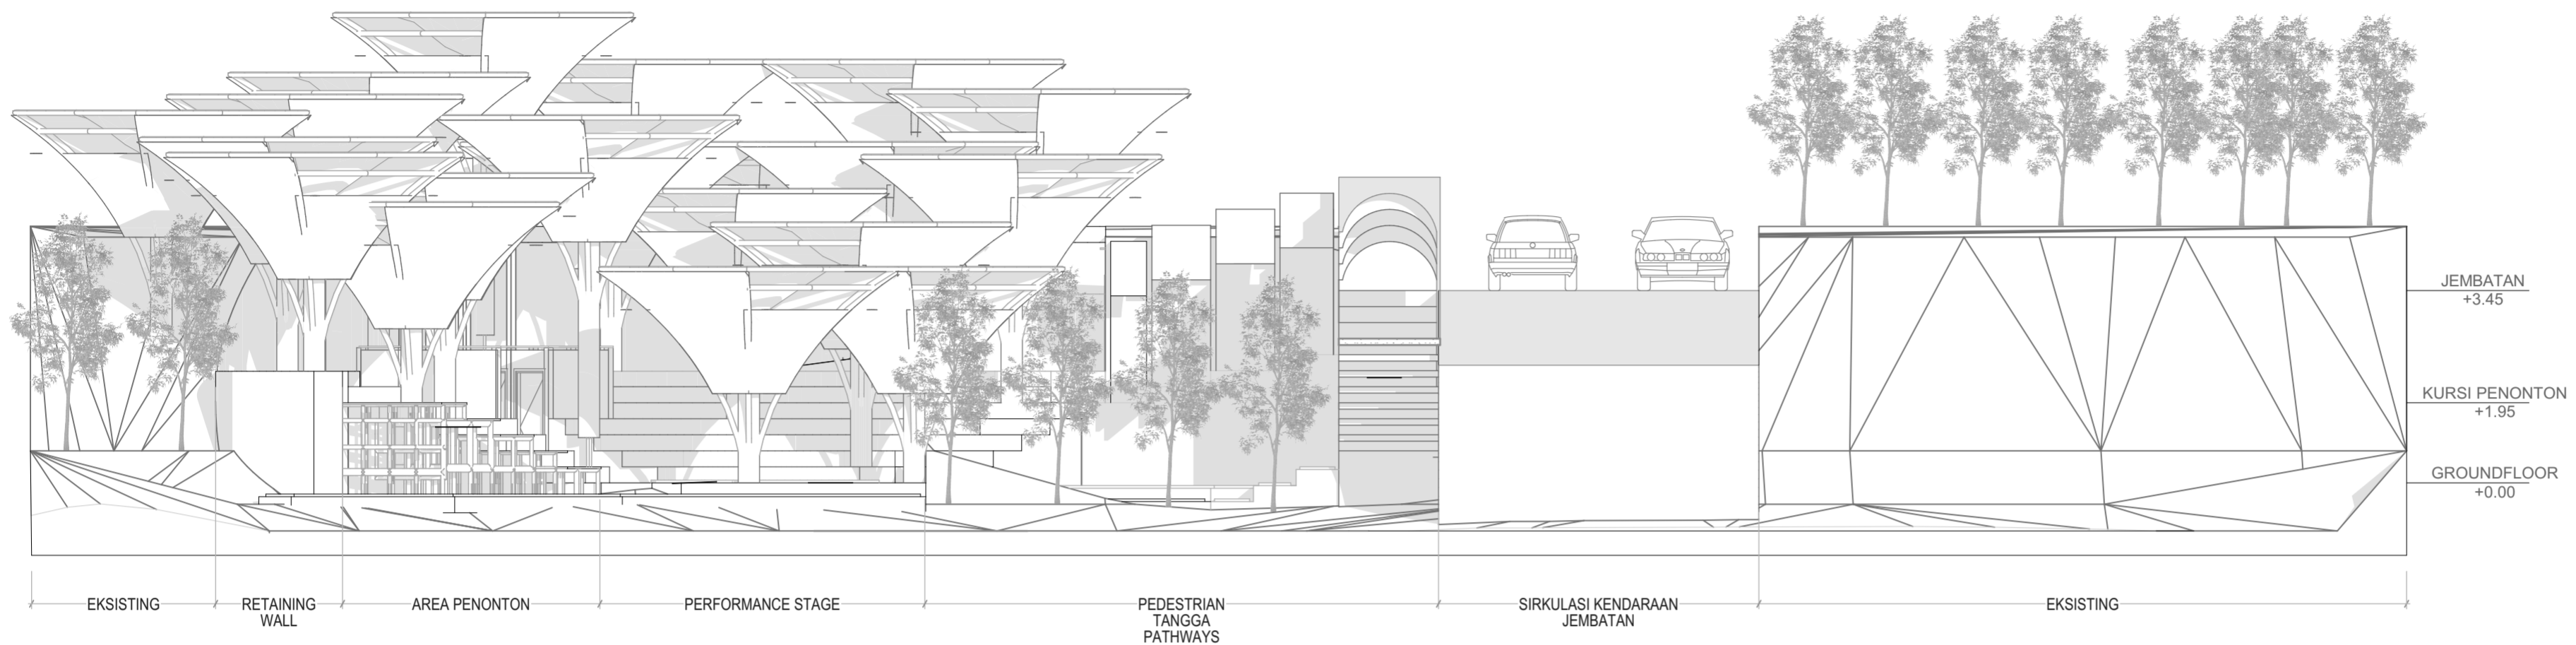 JEMBATAN
+3.45
KURSI PENONTON
+1.95
GROUNDFLOOR
+0.00
EKSISTING
RETAINING
WALL
AREA PENONTON
PERFORMANCE STAGE
PEDESTRIAN
TANGGA
PATHWAYS
SIRKULASI KENDARAAN
JEMBATAN
EKSISTING